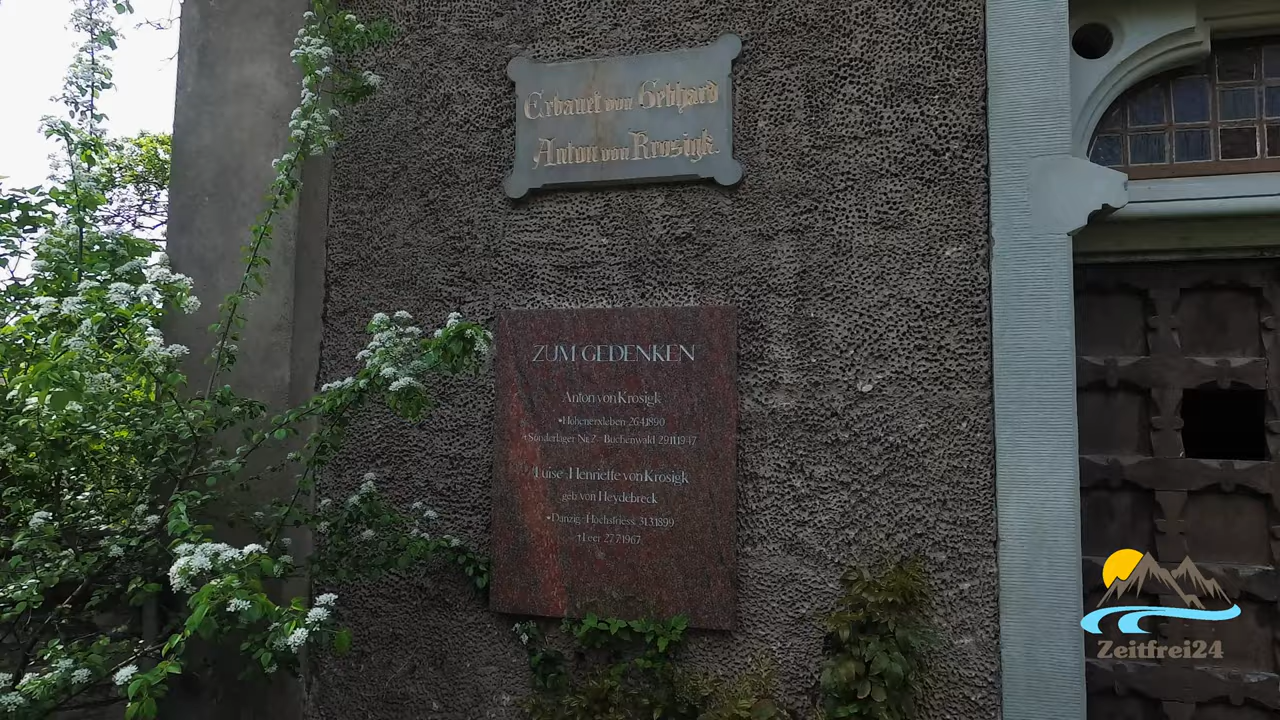 Erbauet von Gebhard
Anton von Krosigk.
ZUM GEDENKEN
Anton von Krosigk
*Hohenerxleben 26.4.1890
+Sonderlager Nr.2 Buchenwald 29.11.1947
Luise-Henriette von Krosigk
geb. von Heydebreck
*Danzig-Hochstriess 31.3.1899
+Leer 27.7.1967
Zeitfrei24